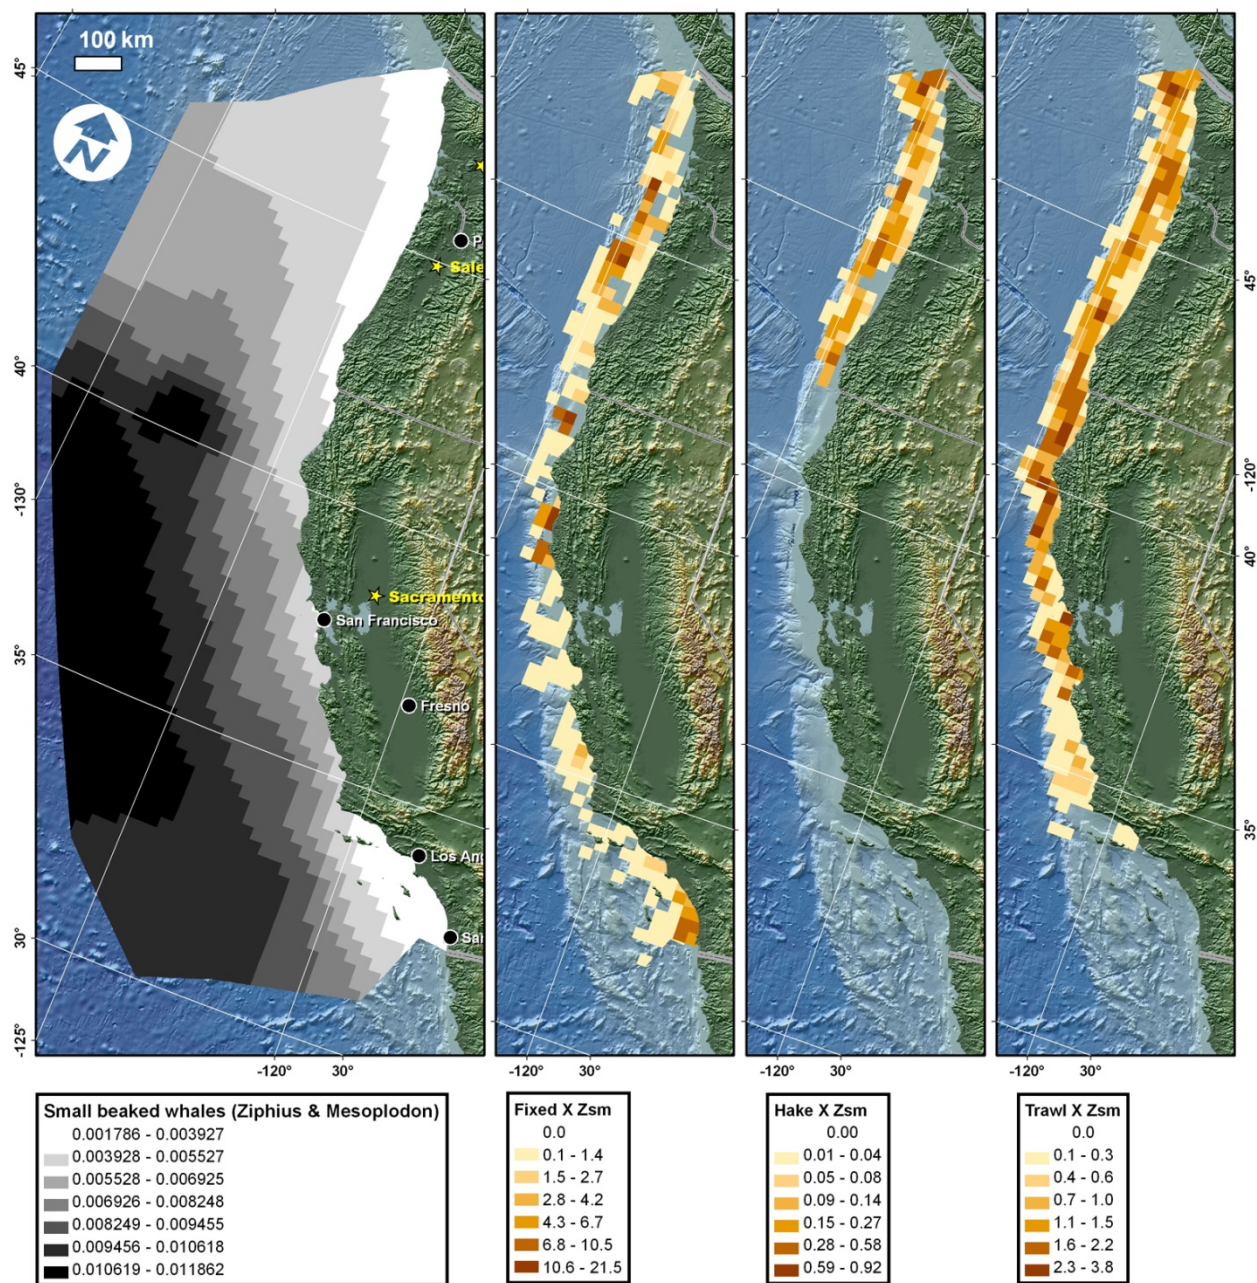 100 km
N
45°
40°
-130°
35°
30°
-125°
Sale
Sacramento
San Francisco
Fresno
Los An
San
-120° 30°
-120° 30°
-120° 30°
-120° 30°
45°
-120°
40°
35°
Small beaked whales (Ziphius & Mesoplodon)
0.001786 - 0.003927
0.003928 - 0.005527
0.005528 - 0.006925
0.006926 - 0.008248
0.008249 - 0.009455
0.009456 - 0.010618
0.010619 - 0.011862
Fixed X Zsm
0.0
0.1 - 1.4
1.5 - 2.7
2.8 - 4.2
4.3 - 6.7
6.8 - 10.5
10.6 - 21.5
Hake X Zsm
0.00
0.01 - 0.04
0.05 - 0.08
0.09 - 0.14
0.15 - 0.27
0.28 - 0.58
0.59 - 0.92
Trawl X Zsm
0.0
0.1 - 0.3
0.4 - 0.6
0.7 - 1.0
1.1 - 1.5
1.6 - 2.2
2.3 - 3.8